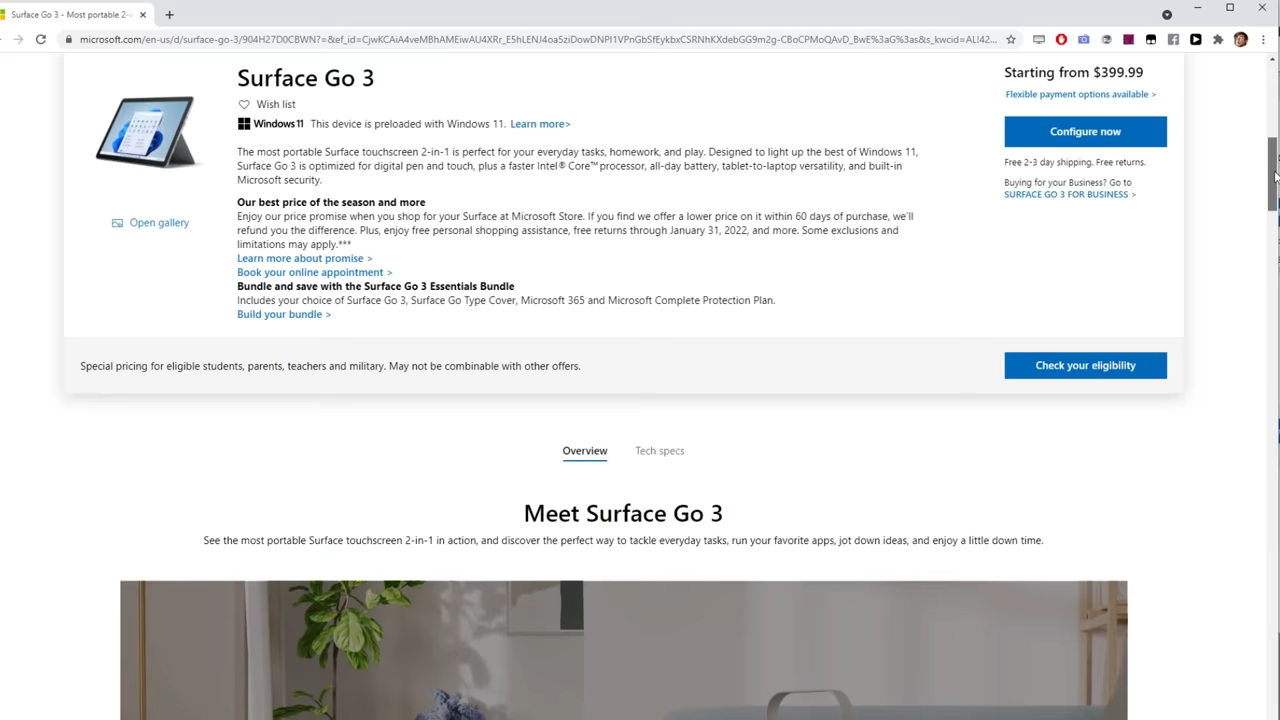 Surface Go 3 - Most portable 2-in
microsoft.com/en-us/d/surface-go-3/904H27D0CBWN?=&ef_id=CjwKCAiA4veMBhAMEiwAU4XRr_E5hLENJ4oa5ziDowDNPI1VPnGbSfEykbxCSRNhKXdebGG9m2g-CBoCPMoQAvD_BwE%3aG%3as&s_kwcid=AL!42...
Surface Go 3
Starting from $399.99
Wish list
Flexible payment options available >
Windows 11 This device is preloaded with Windows 11. Learn more>
Configure now
The most portable Surface touchscreen 2-in-1 is perfect for your everyday tasks, homework, and play. Designed to light up the best of Windows 11,
Surface Go 3 is optimized for digital pen and touch, plus a faster Intel® Core™ processor, all-day battery, tablet-to-laptop versatility, and built-in
Microsoft security.
Free 2-3 day shipping. Free returns.
Buying for your Business? Go to
SURFACE GO 3 FOR BUSINESS >
Open gallery
Our best price of the season and more
Enjoy our price promise when you shop for your Surface at Microsoft Store. If you find we offer a lower price on it within 60 days of purchase, we'll
refund you the difference. Plus, enjoy free personal shopping assistance, free returns through January 31, 2022, and more. Some exclusions and
limitations may apply.***
Learn more about promise >
Book your online appointment >
Bundle and save with the Surface Go 3 Essentials Bundle
Includes your choice of Surface Go 3, Surface Go Type Cover, Microsoft 365 and Microsoft Complete Protection Plan.
Build your bundle >
Special pricing for eligible students, parents, teachers and military. May not be combinable with other offers.
Check your eligibility
Overview Tech specs
Meet Surface Go 3
See the most portable Surface touchscreen 2-in-1 in action, and discover the perfect way to tackle everyday tasks, run your favorite apps, jot down ideas, and enjoy a little down time.